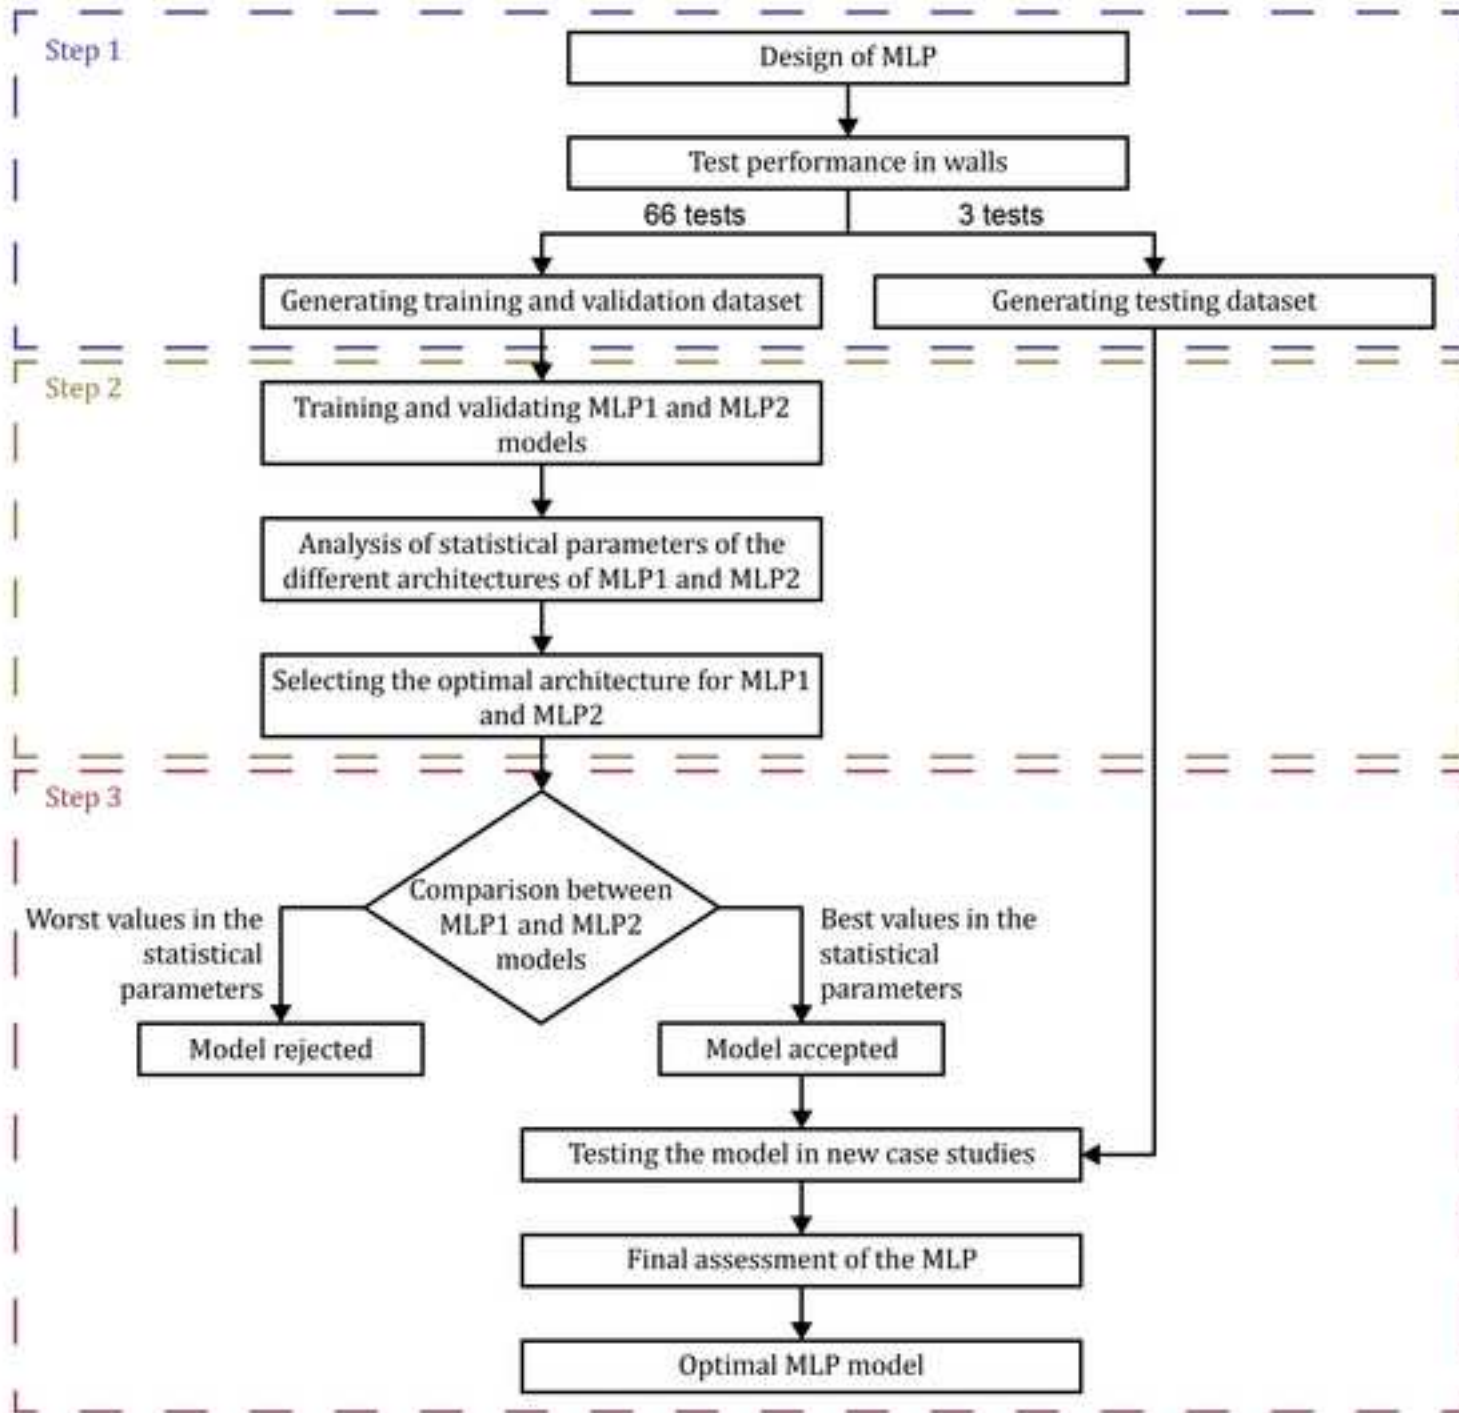 Step 1
Design of MLP
Test performance in walls
66 tests
3 tests
Generating training and validation dataset
Generating testing dataset
Step 2
Training and validating MLP1 and MLP2
models
Analysis of statistical parameters of the
different architectures of MLP1 and MLP2
Selecting the optimal architecture for MLP1
and MLP2
Step 3
Comparison between
MLP1 and MLP2
models
Worst values in the
statistical
parameters
Best values in the
statistical
parameters
Model rejected
Model accepted
Testing the model in new case studies
Final assessment of the MLP
Optimal MLP model